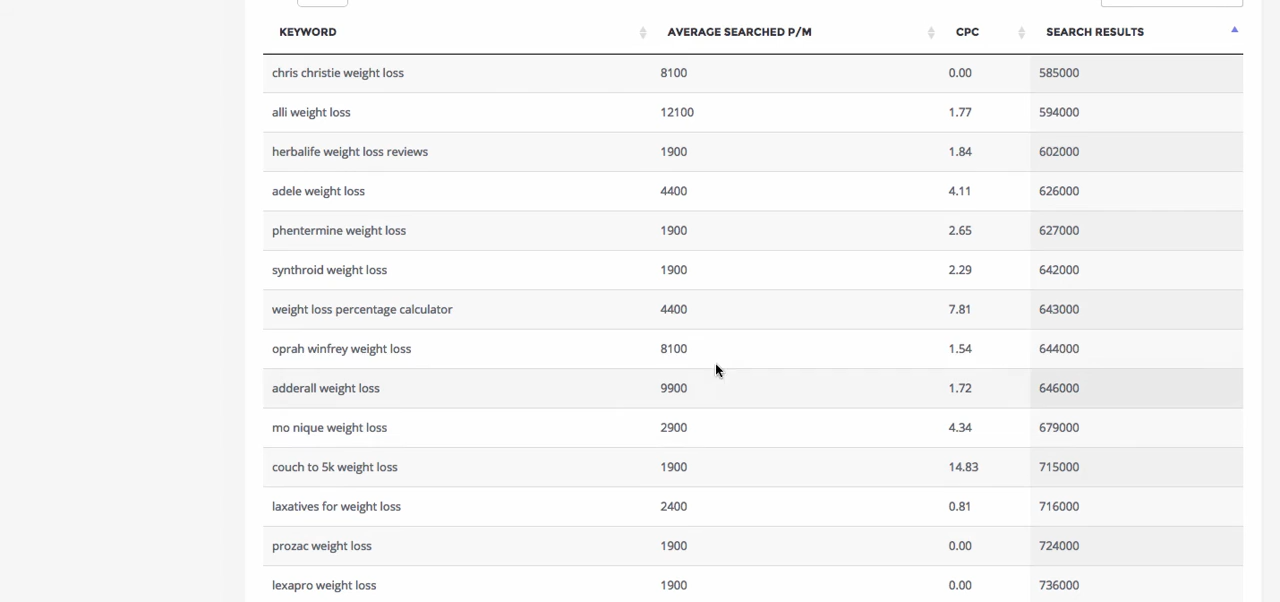 KEYWORD AVERAGE SEARCHED P/M CPC SEARCH RESULTS
chris christie weight loss 8100 0.00 585000
alli weight loss 12100 1.77 594000
herbalife weight loss reviews 1900 1.84 602000
adele weight loss 4400 4.11 626000
phentermine weight loss 1900 2.65 627000
synthroid weight loss 1900 2.29 642000
weight loss percentage calculator 4400 7.81 643000
oprah winfrey weight loss 8100 1.54 644000
adderall weight loss 9900 1.72 646000
mo nique weight loss 2900 4.34 679000
couch to 5k weight loss 1900 14.83 715000
laxatives for weight loss 2400 0.81 716000
prozac weight loss 1900 0.00 724000
lexapro weight loss 1900 0.00 736000